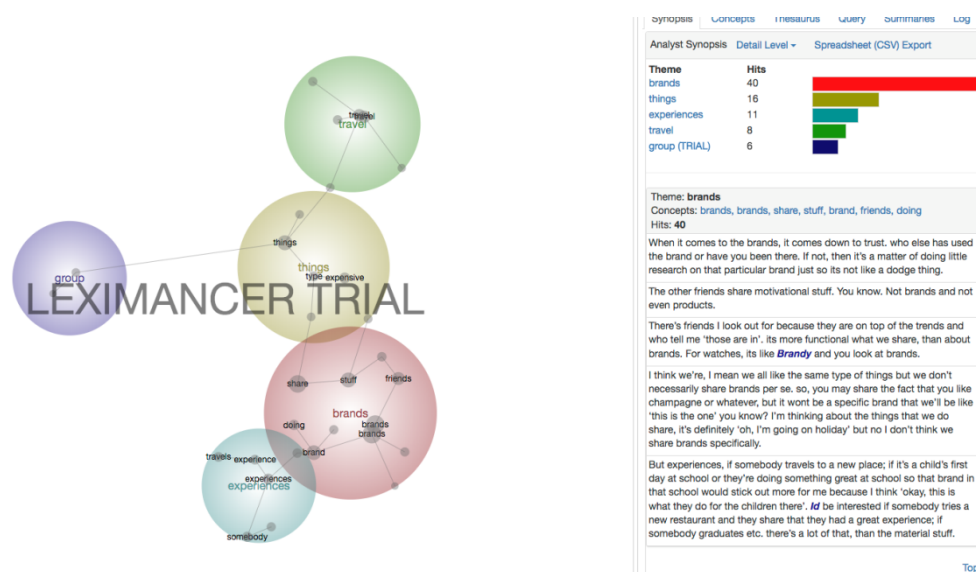 travel
travel
travel
things
things
type expensive
group
LEXIMANCER TRIAL
share
stuff
friends
brands
brands
brands
doing
brand
travels
experience
experiences
experiences
somebody
Synopsis Concepts Thesaurus Query Summaries Log
Analyst Synopsis Detail Level Spreadsheet (CSV) Export
Theme Hits
brands 40
things 16
experiences 11
travel 8
group (TRIAL) 6
Theme: brands
Concepts: brands, brands, share, stuff, brand, friends, doing
Hits: 40
When it comes to the brands, it comes down to trust. who else has used
the brand or have you been there. If not, then it's a matter of doing little
research on that particular brand just so its not like a dodge thing.
The other friends share motivational stuff. You know. Not brands and not
even products.
There's friends I look out for because they are on top of the trends and
who tell me 'those are in'. its more functional what we share, than about
brands. For watches, its like Brandy and you look at brands.
I think we're, I mean we all like the same type of things but we don't
necessarily share brands per se. so, you may share the fact that you like
champagne or whatever, but it wont be a specific brand that we'll be like
'this is the one' you know? I'm thinking about the things that we do
share, it's definitely 'oh, I'm going on holiday' but no I don't think we
share brands specifically.
But experiences, if somebody travels to a new place; if it's a child's first
day at school or they're doing something great at school so that brand in
that school would stick out more for me because I think 'okay, this is
what they do for the children there'. Id be interested if somebody tries a
new restaurant and they share that they had a great experience; if
somebody graduates etc. there's a lot of that, than the material stuff.
Top